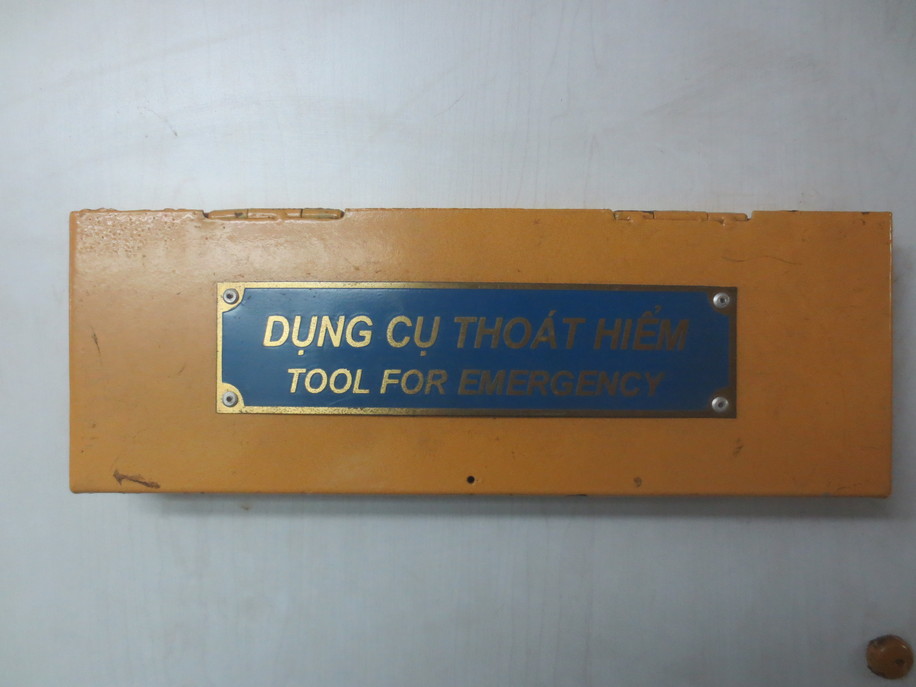 DỤNG CỤ THOÁT HIỂM
TOOL FOR EMERGENCY